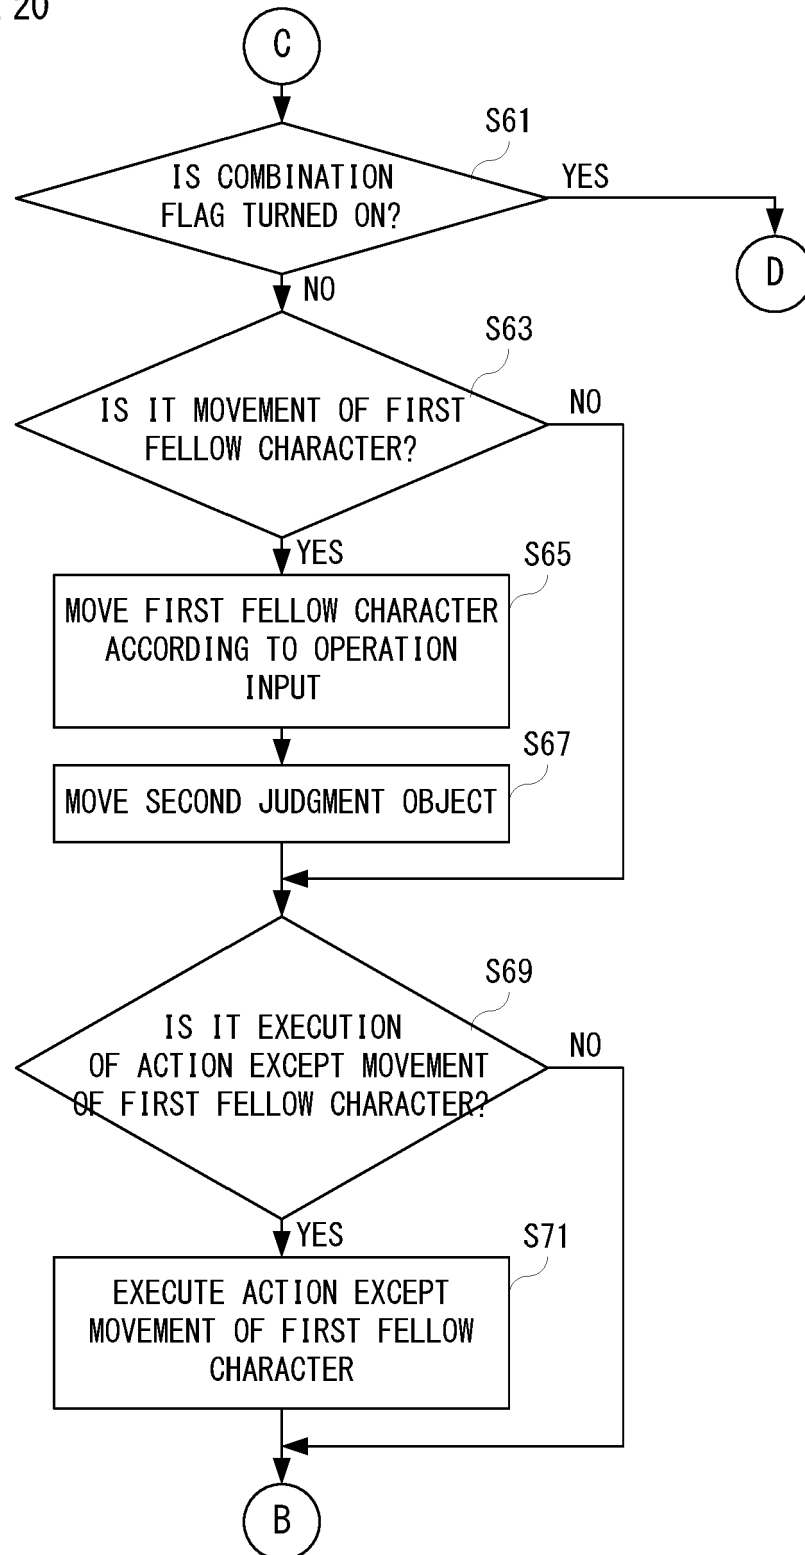 20
C
S61
IS COMBINATION
FLAG TURNED ON?
YES
D
NO
S63
IS IT MOVEMENT OF FIRST
FELLOW CHARACTER?
NO
YES
S65
MOVE FIRST FELLOW CHARACTER
ACCORDING TO OPERATION
INPUT
S67
MOVE SECOND JUDGMENT OBJECT
S69
IS IT EXECUTION
OF ACTION EXCEPT MOVEMENT
OF FIRST FELLOW CHARACTER?
NO
YES
S71
EXECUTE ACTION EXCEPT
MOVEMENT OF FIRST FELLOW
CHARACTER
B